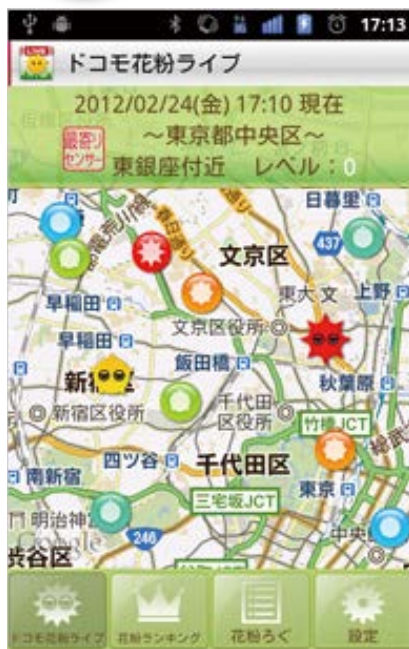 17:13
ドコモ花粉ライブ
2012/02/24(金) 17:10 現在
最寄り
センサー
〜東京都中央区〜
東銀座付近 レベル：0
日暮里
437
文京区
東大
文
上野
早稲田
文京区役所
早稲田
飯田橋
秋葉原
新宿区役所
千代田
区役所
竹橋JCT
四ツ谷
千代田区
南新宿
東京
三宅坂JCT
明治神
246
中央
渋谷区
Google
ドコモ花粉ライブ
花粉ランキング
花粉ろぐ
設定